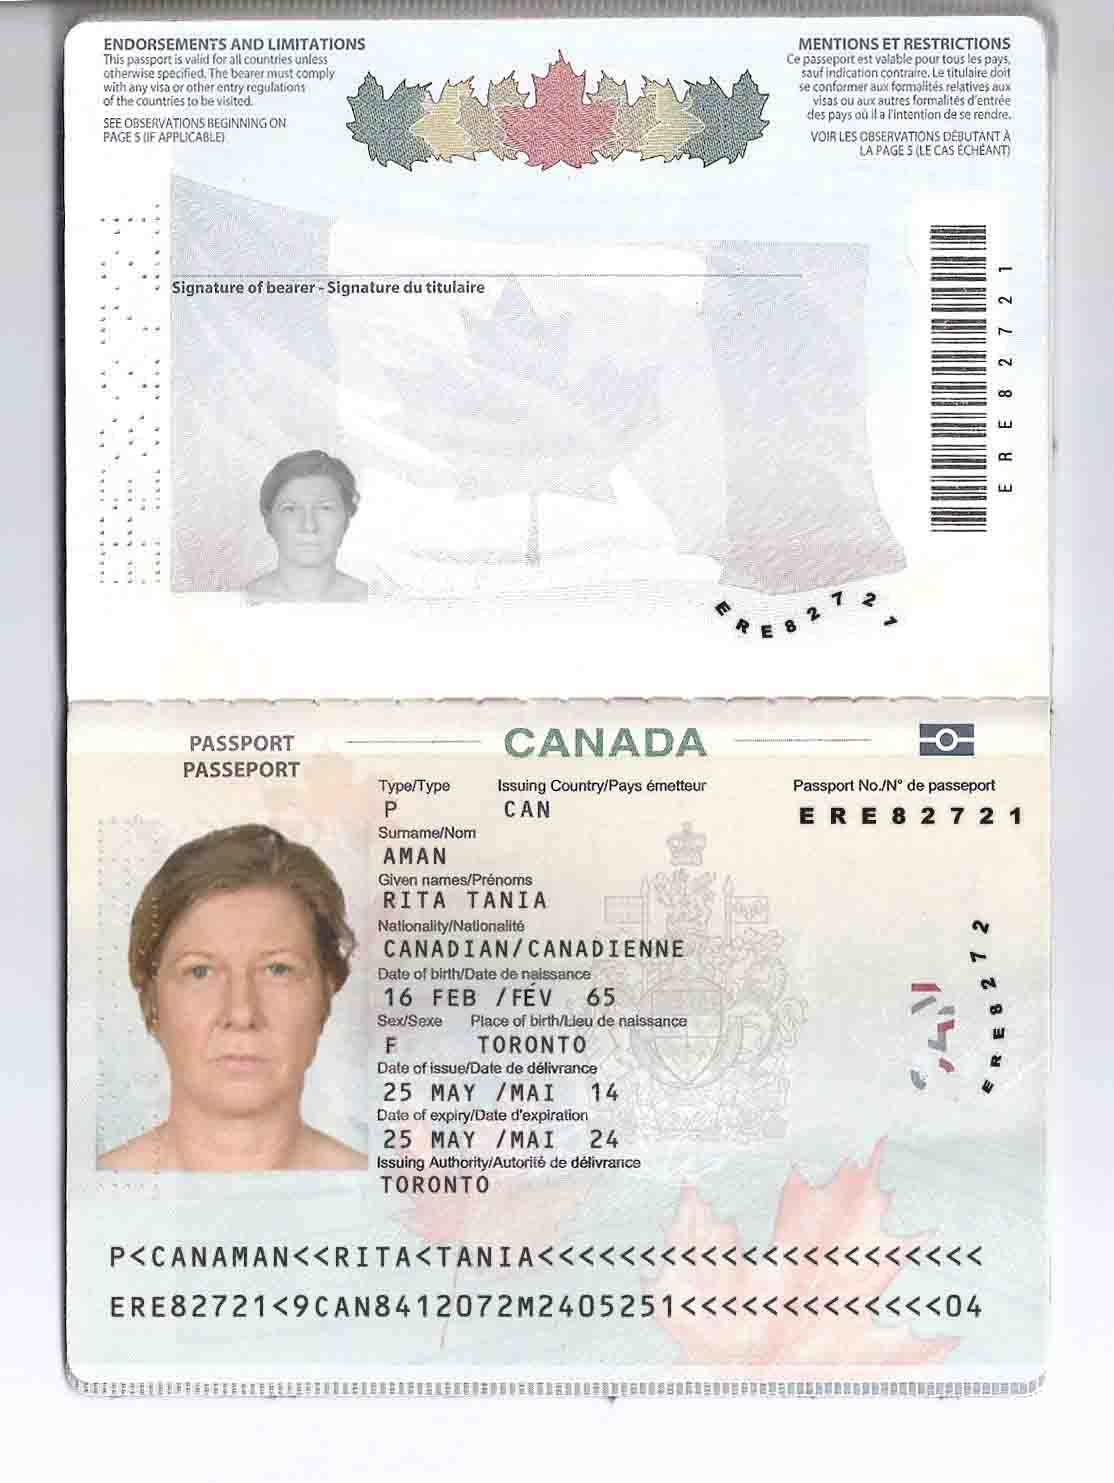 ENDORSEMENTS AND LIMITATIONS
This passport is valid for all countries unless
otherwise specified. The bearer must comply
with any visa or other entry regulations
of the countries to be visited.
SEE OBSERVATIONS BEGINNING ON
PAGE 5 (IF APPLICABLE)
MENTIONS ET RESTRICTIONS
Ce passeport est valable pour tous les pays,
sauf indication contraire. Le titulaire doit
se conformer aux formalités relatives aux
visas ou aux autres formalités d'entrée
des pays où il a l'intention de se rendre.
VOIR LES OBSERVATIONS DÉBUTANT À
LA PAGE 5 (LE CAS ÉCHÉANT)
Signature of bearer - Signature du titulaire
ERE82721
ERE82721
PASSPORT
PASSEPORT
CANADA
Type/Type Issuing Country/Pays émetteur Passport No./N° de passeport
P CAN ERE82721
Surname/Nom
AMAN
Given names/Prénoms
RITA TANIA
Nationality/Nationalité
CANADIAN/CANADIENNE
Date of birth/Date de naissance
16 FEB /FÉV 65
Sex/Sexe Place of birth/Lieu de naissance
F TORONTO
Date of issue/Date de délivrance
25 MAY /MAI 14
Date of expiry/Date d'expiration
25 MAY /MAI 24
Issuing Authority/Autorité de délivrance
TORONTO
ERE8272
P<CANAMAN<<RITA<TANIA<<<<<<<<<<<<<<<<<<<<<<
ERE82721<9CAN8412072M2405251<<<<<<<<<<<<<04